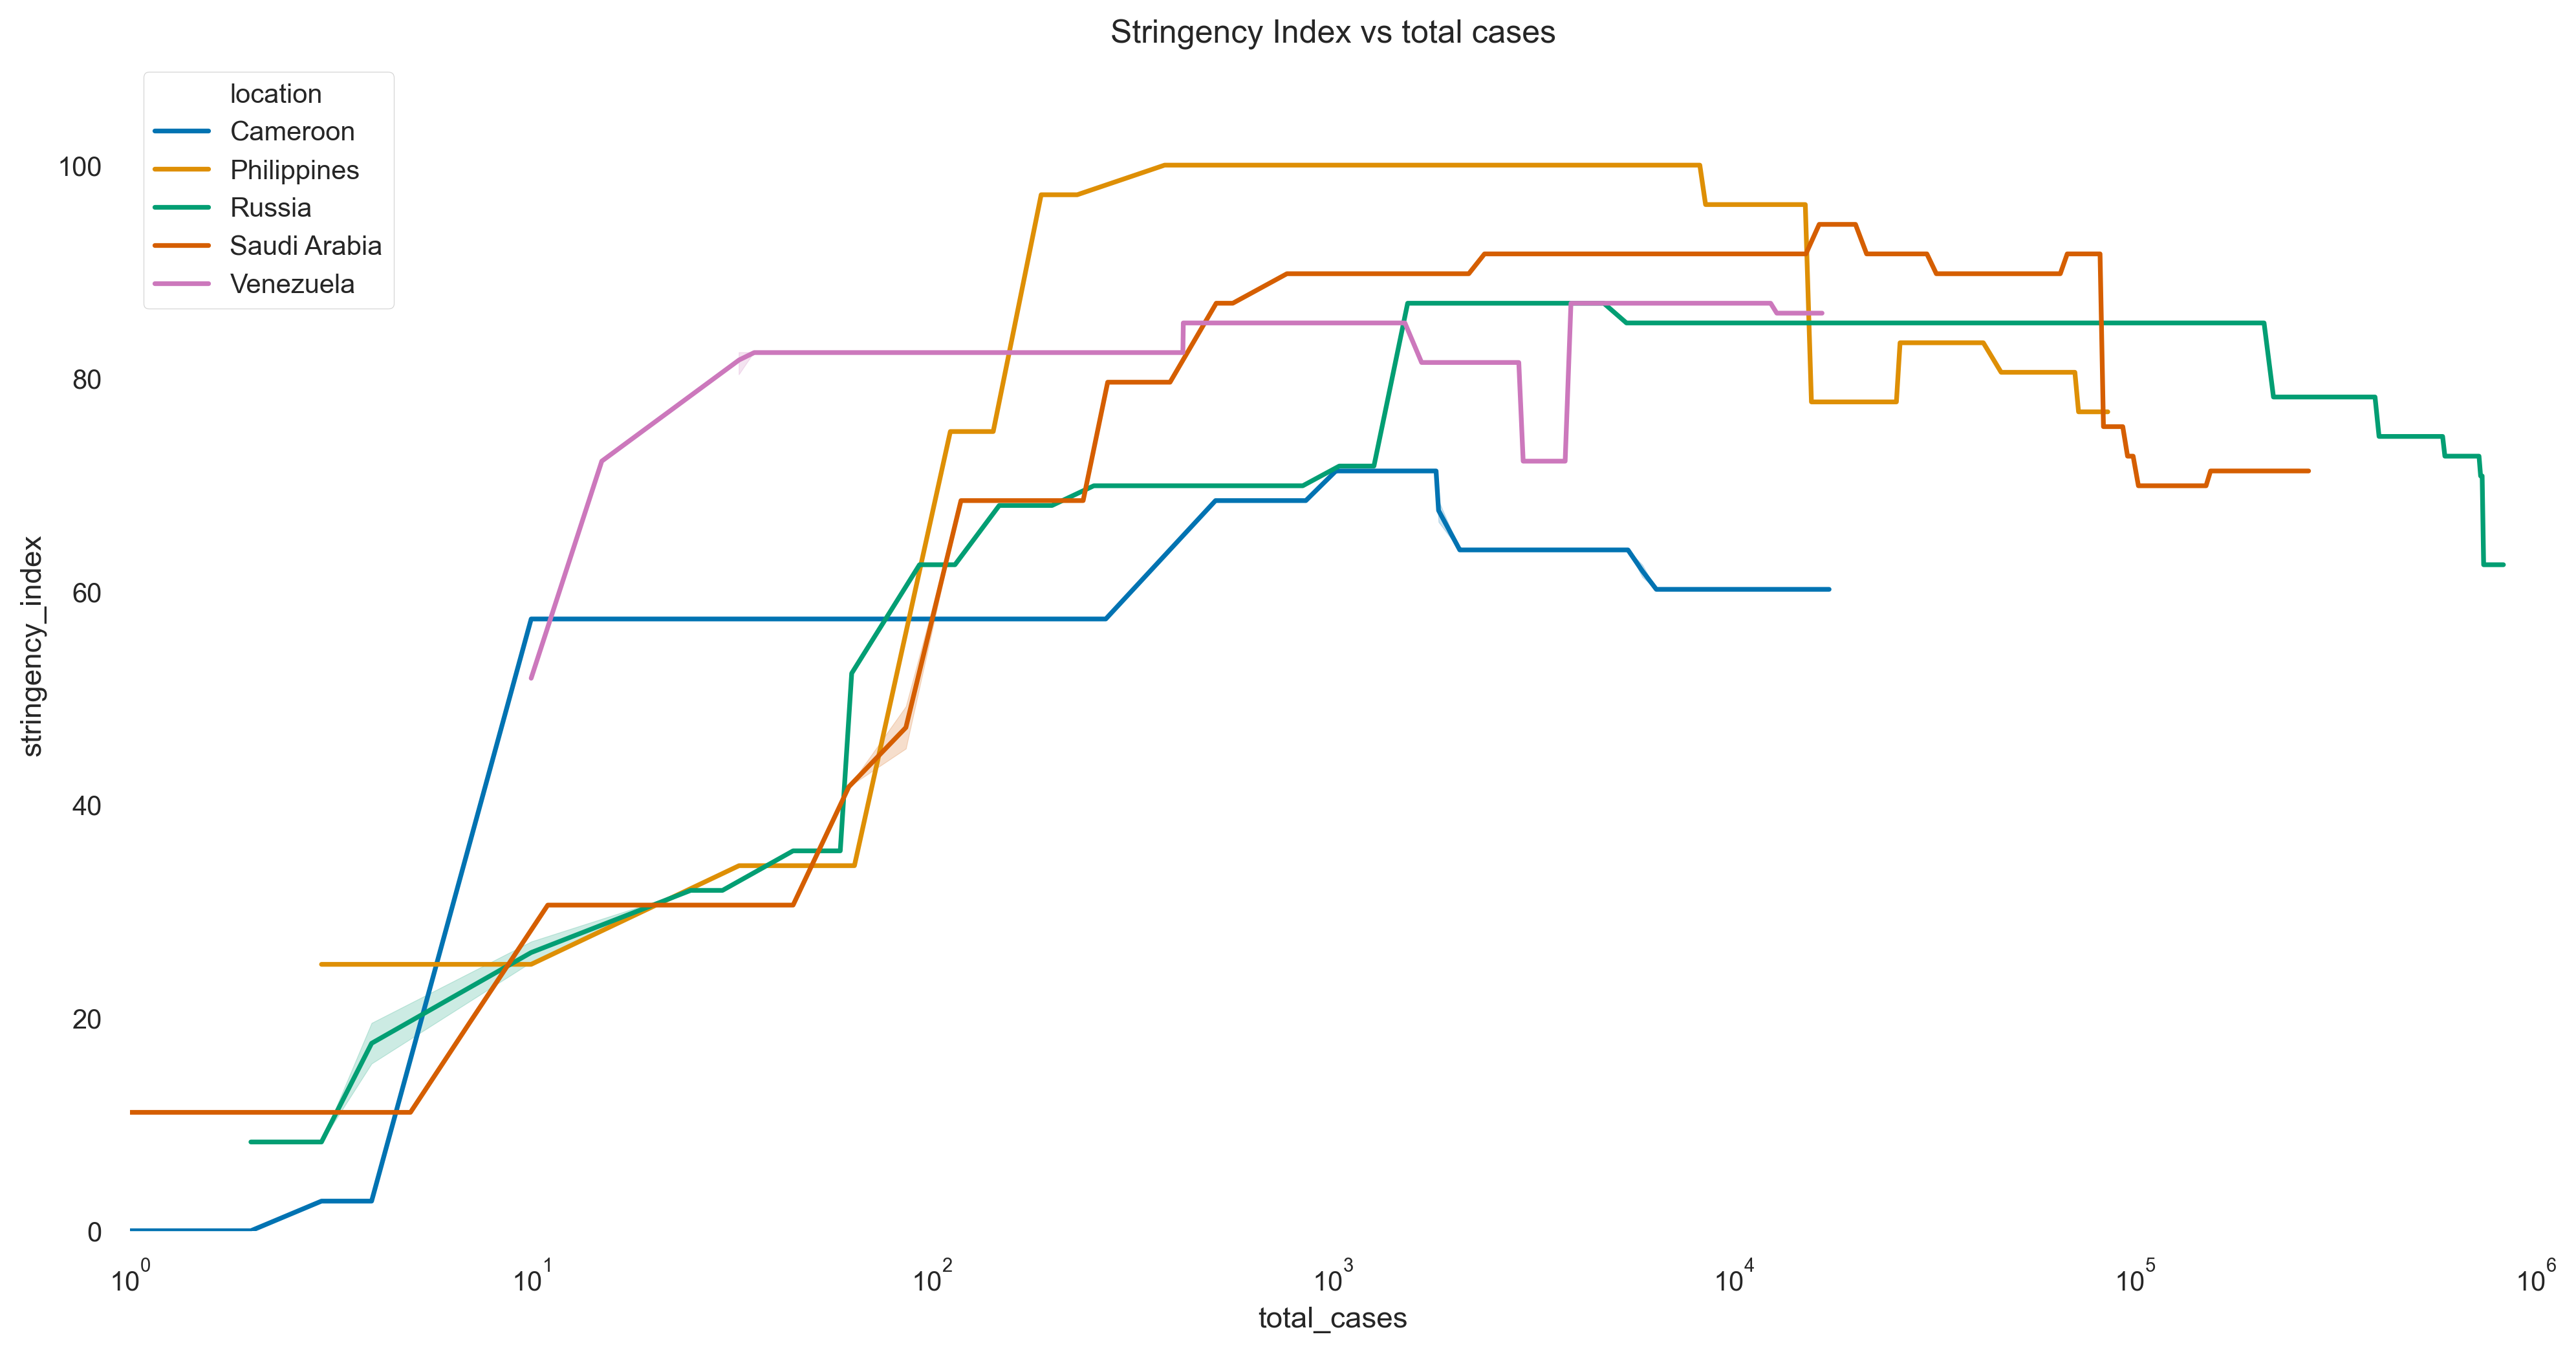 Stringency Index vs total cases
location
Cameroon
Philippines
Russia
Saudi Arabia
Venezuela
stringency_index
100
80
60
40
20
0
10^0 10^1 10^2 10^3 10^4 10^5 10^6
total_cases